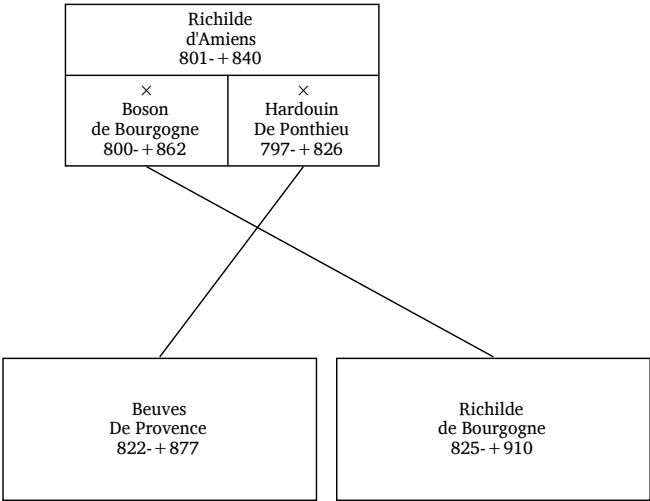 Richilde
d'Amiens
801-+840
×
Boson
de Bourgogne
800-+862
×
Hardouin
De Ponthieu
797-+826
Beuves
De Provence
822-+877
Richilde
de Bourgogne
825-+910